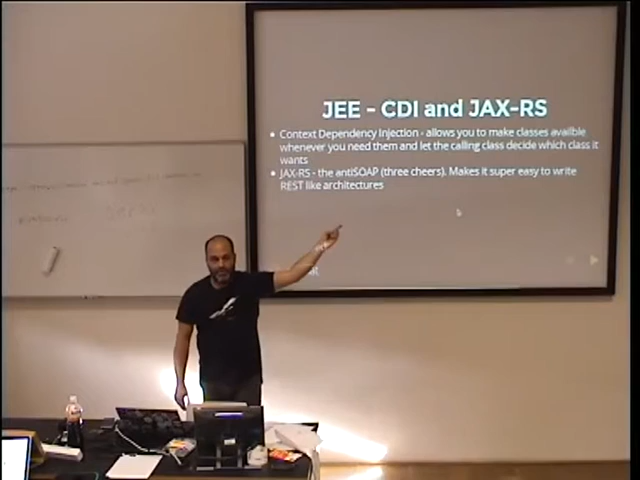 JEE - CDI and JAX-RS
• Context Dependency Injection - allows you to make classes availble
whenever you need them and let the calling class decide which class it
wants
• JAX-RS - the antiSOAP (three cheers). Makes it super easy to write
REST like architectures